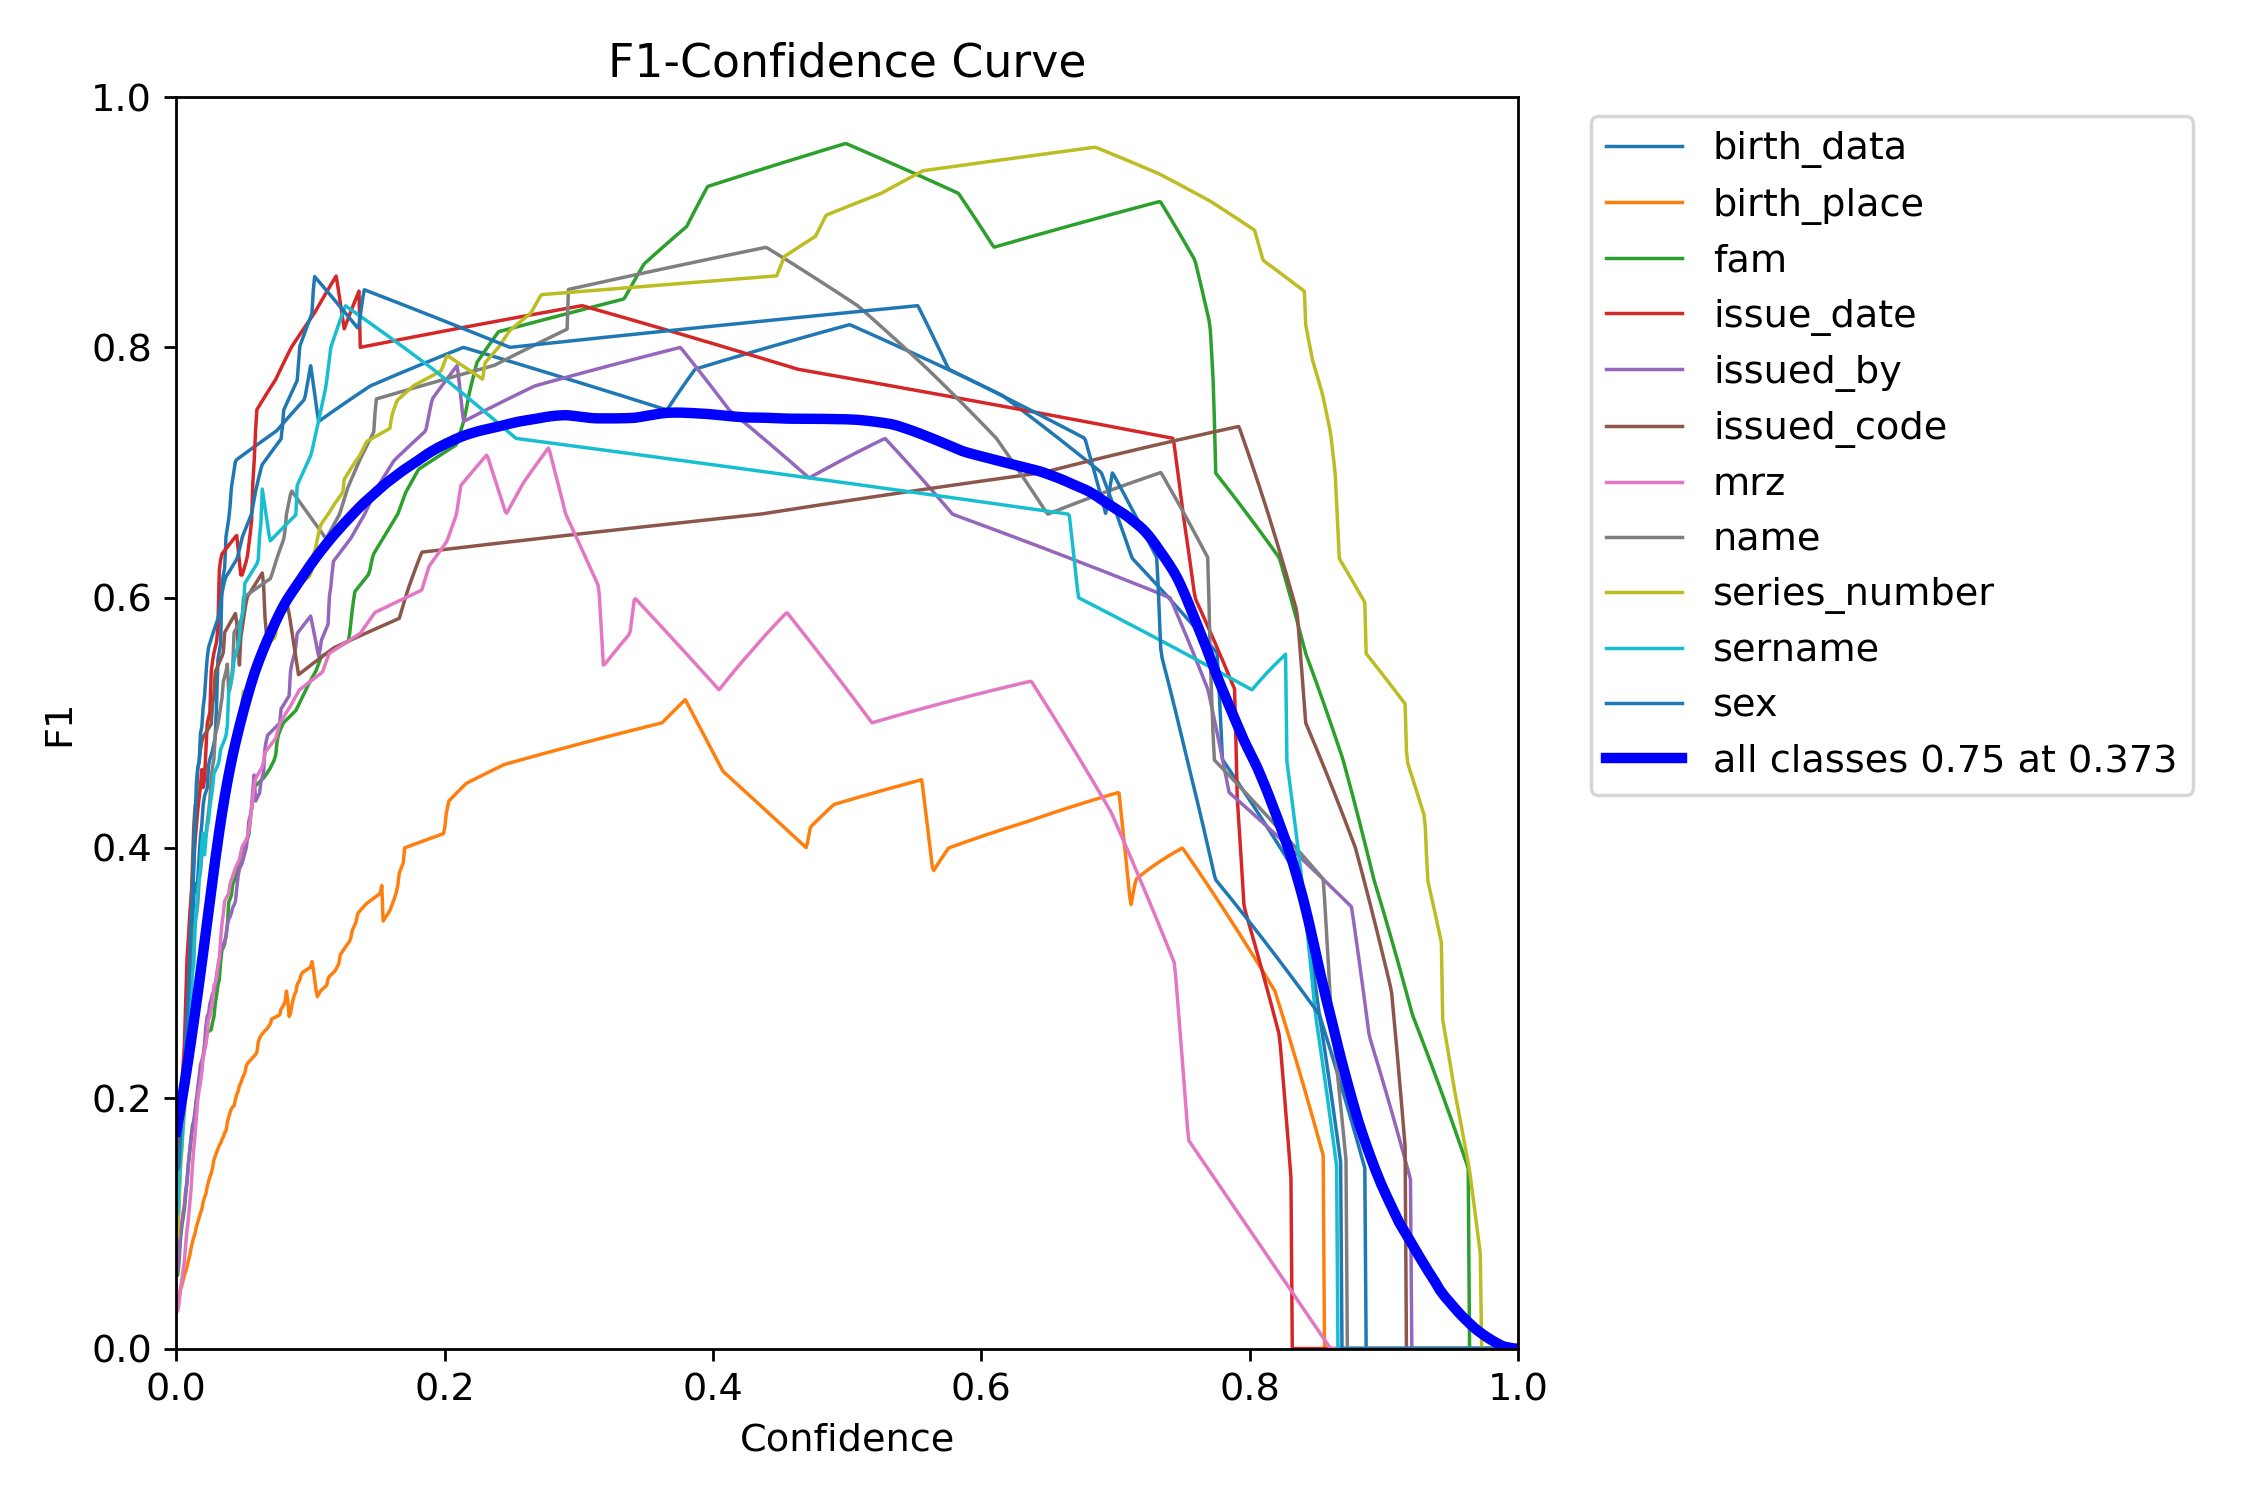 F1-Confidence Curve
1.0
0.8
0.6
0.4
0.2
0.0
F1
0.0 0.2 0.4 0.6 0.8 1.0
Confidence
birth_data
birth_place
fam
issue_date
issued_by
issued_code
mrz
name
series_number
sername
sex
all classes 0.75 at 0.373